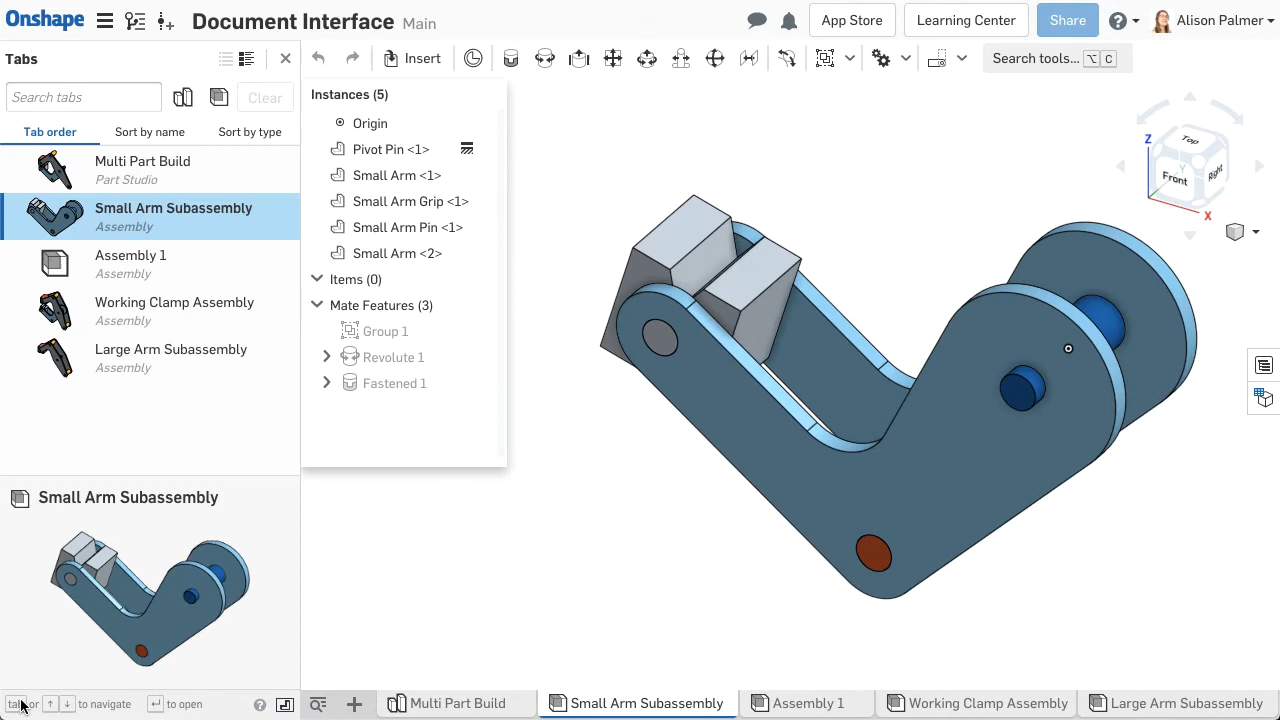 Onshape Document Interface Main App Store Learning Center Share Alison Palmer
Tabs
Insert Search tools... ⌥ C
Search tabs Clear
Tab order Sort by name Sort by type
Multi Part Build
Part Studio
Small Arm Subassembly
Assembly
Assembly 1
Assembly
Working Clamp Assembly
Assembly
Large Arm Subassembly
Assembly
Instances (5)
Origin
Pivot Pin <1>
Small Arm <1>
Small Arm Grip <1>
Small Arm Pin <1>
Small Arm <2>
Items (0)
Mate Features (3)
Group 1
Revolute 1
Fastened 1
Z
Top
Y
Front
Right
X
Small Arm Subassembly
or ↑ ↓ to navigate ↵ to open ?
Multi Part Build Small Arm Subassembly Assembly 1 Working Clamp Assembly Large Arm Subassembly